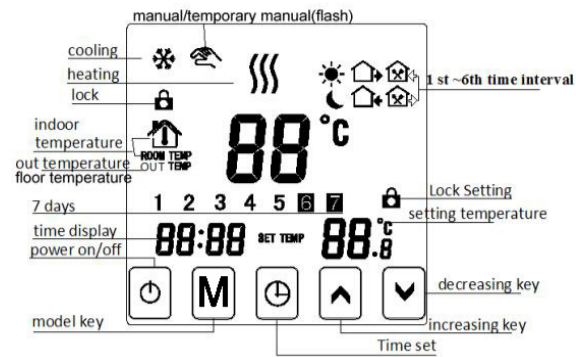 manual/temporary manual(flash)
cooling
heating
1 st ~6th time interval
lock
88°C
indoor
temperature
ROOM TEMP
out temperature OUT TEMP
floor temperature
7 days 1 2 3 4 5 6 7
Lock Setting
setting temperature
time display 88:88 SET TEMP 88.8°C
power on/off
M
decreasing key
model key
increasing key
Time set